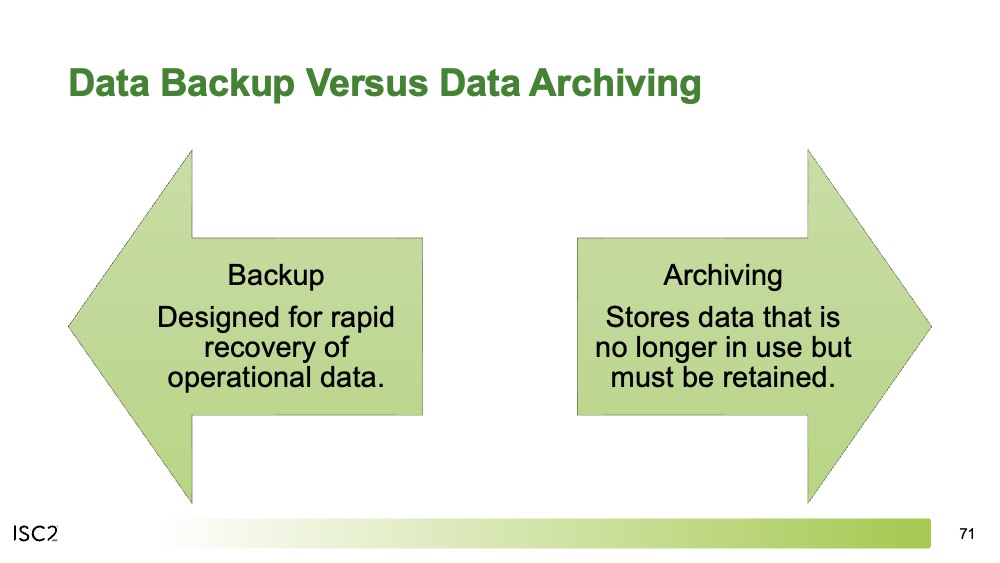 Data Backup Versus Data Archiving
Backup
Designed for rapid
recovery of
operational data.
Archiving
Stores data that is
no longer in use but
must be retained.
ISC2
71